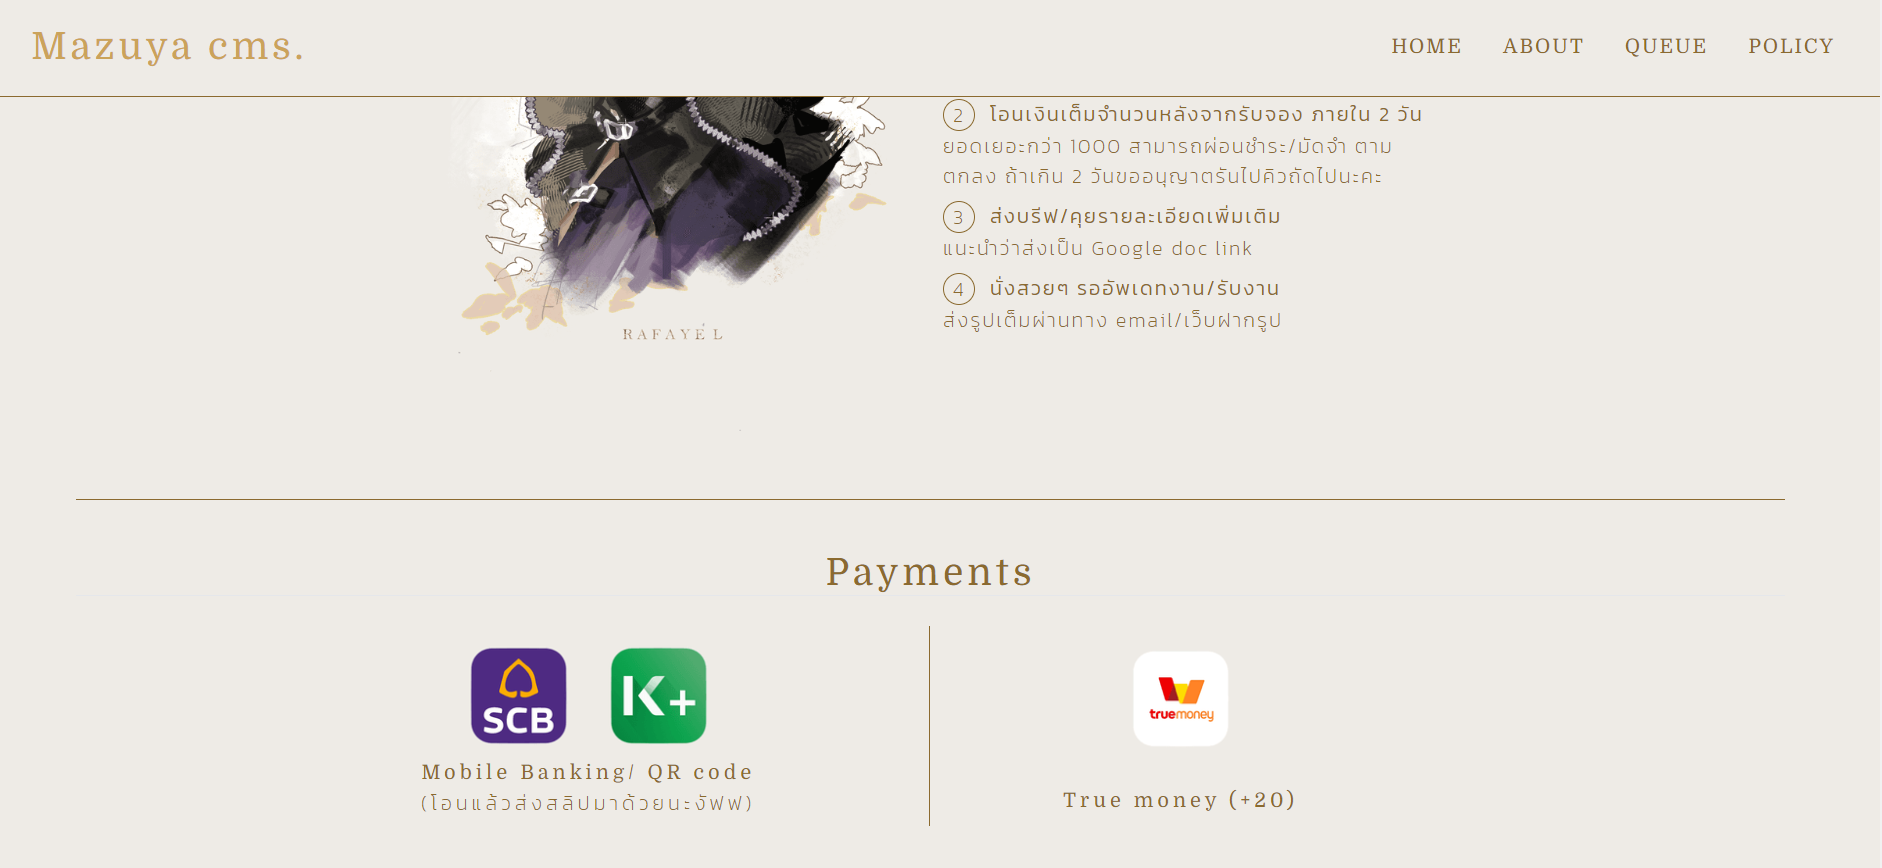 Mazuya cms.
HOME ABOUT QUEUE POLICY
2 โอนเงินเต็มจำนวนหลังจากรับจอง ภายใน 2 วัน
ยอดเยอะกว่า 1000 สามารถผ่อนชำระ/มัดจำ ตาม
ตกลง ถ้าเกิน 2 วันขออนุญาตรันไปคิวถัดไปนะคะ
3 ส่งบรีฟ/คุยรายละเอียดเพิ่มเติม
แนะนำว่าส่งเป็น Google doc link
4 นั่งสวยๆ รออัพเดทงาน/รับงาน
ส่งรูปเต็มผ่านทาง email/เว็บฝากรูป
RAFAYÉL
Payments
SCB
K+
Mobile Banking/ QR code
(โอนแล้วส่งสลิปมาด้วยนะงัฟฟ)
truemoney
True money (+20)